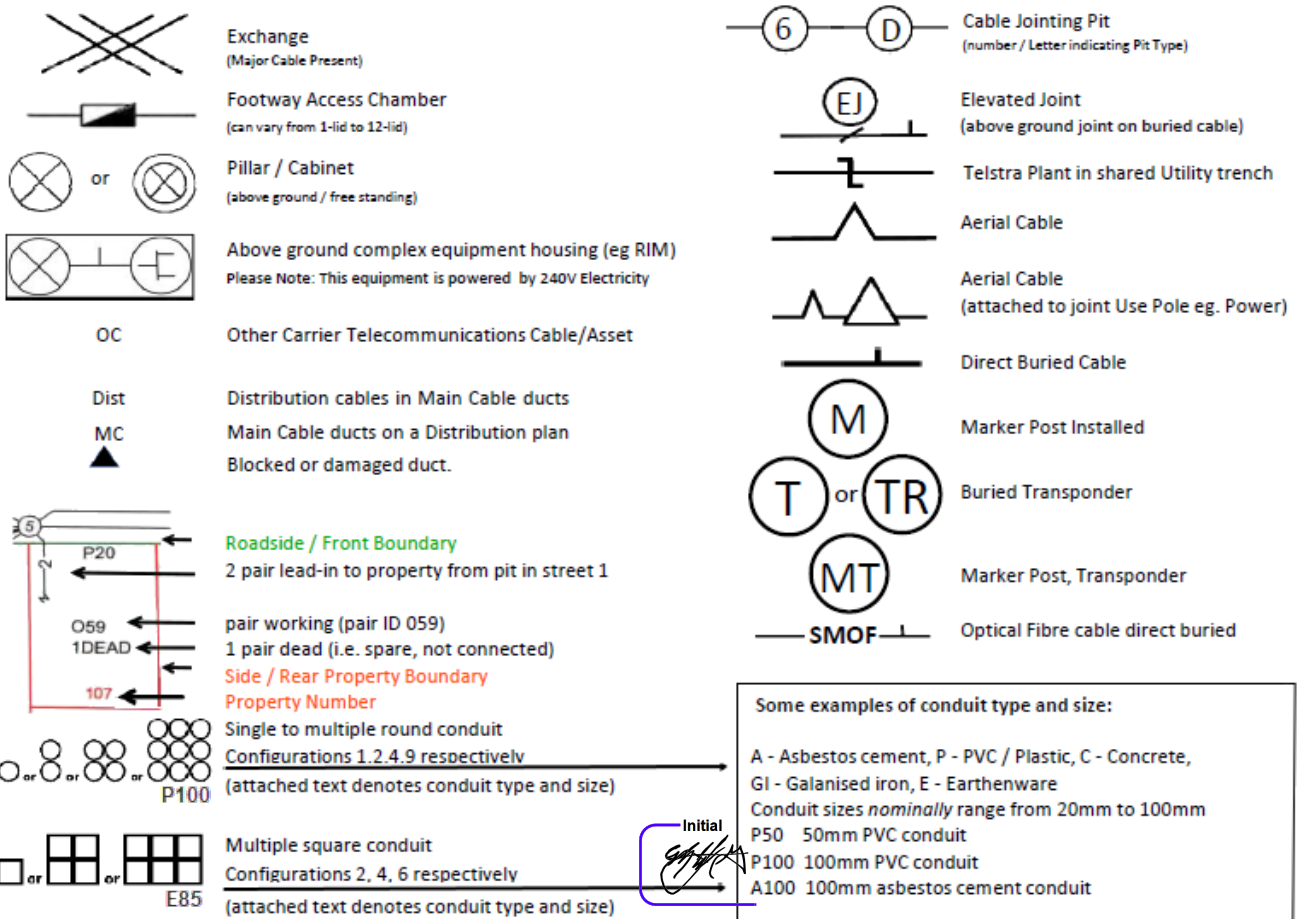 Exchange
(Major Cable Present)
Footway Access Chamber
(can vary from 1-lid to 12-lid)
or
Pillar / Cabinet
(above ground / free standing)
Above ground complex equipment housing (eg RIM)
Please Note: This equipment is powered by 240V Electricity
OC
Other Carrier Telecommunications Cable/Asset
Dist
Distribution cables in Main Cable ducts
MC
Main Cable ducts on a Distribution plan
Blocked or damaged duct.
5
P20
2
Roadside / Front Boundary
2 pair lead-in to property from pit in street 1
O59
pair working (pair ID 059)
1DEAD
1 pair dead (i.e. spare, not connected)
Side / Rear Property Boundary
107
Property Number
Single to multiple round conduit
Configurations 1.2.4.9 respectively
or or or
P100
(attached text denotes conduit type and size)
Multiple square conduit
Configurations 2, 4, 6 respectively
or or
E85
(attached text denotes conduit type and size)
6 D
Cable Jointing Pit
(number / Letter indicating Pit Type)
EJ
Elevated Joint
(above ground joint on buried cable)
Telstra Plant in shared Utility trench
Aerial Cable
Aerial Cable
(attached to joint Use Pole eg. Power)
Direct Buried Cable
M
Marker Post Installed
T or TR
Buried Transponder
MT
Marker Post, Transponder
SMOF
Optical Fibre cable direct buried
Some examples of conduit type and size:
A - Asbestos cement, P - PVC / Plastic, C - Concrete,
GI - Galanised iron, E - Earthenware
Conduit sizes nominally range from 20mm to 100mm
P50 50mm PVC conduit
P100 100mm PVC conduit
A100 100mm asbestos cement conduit
Initial